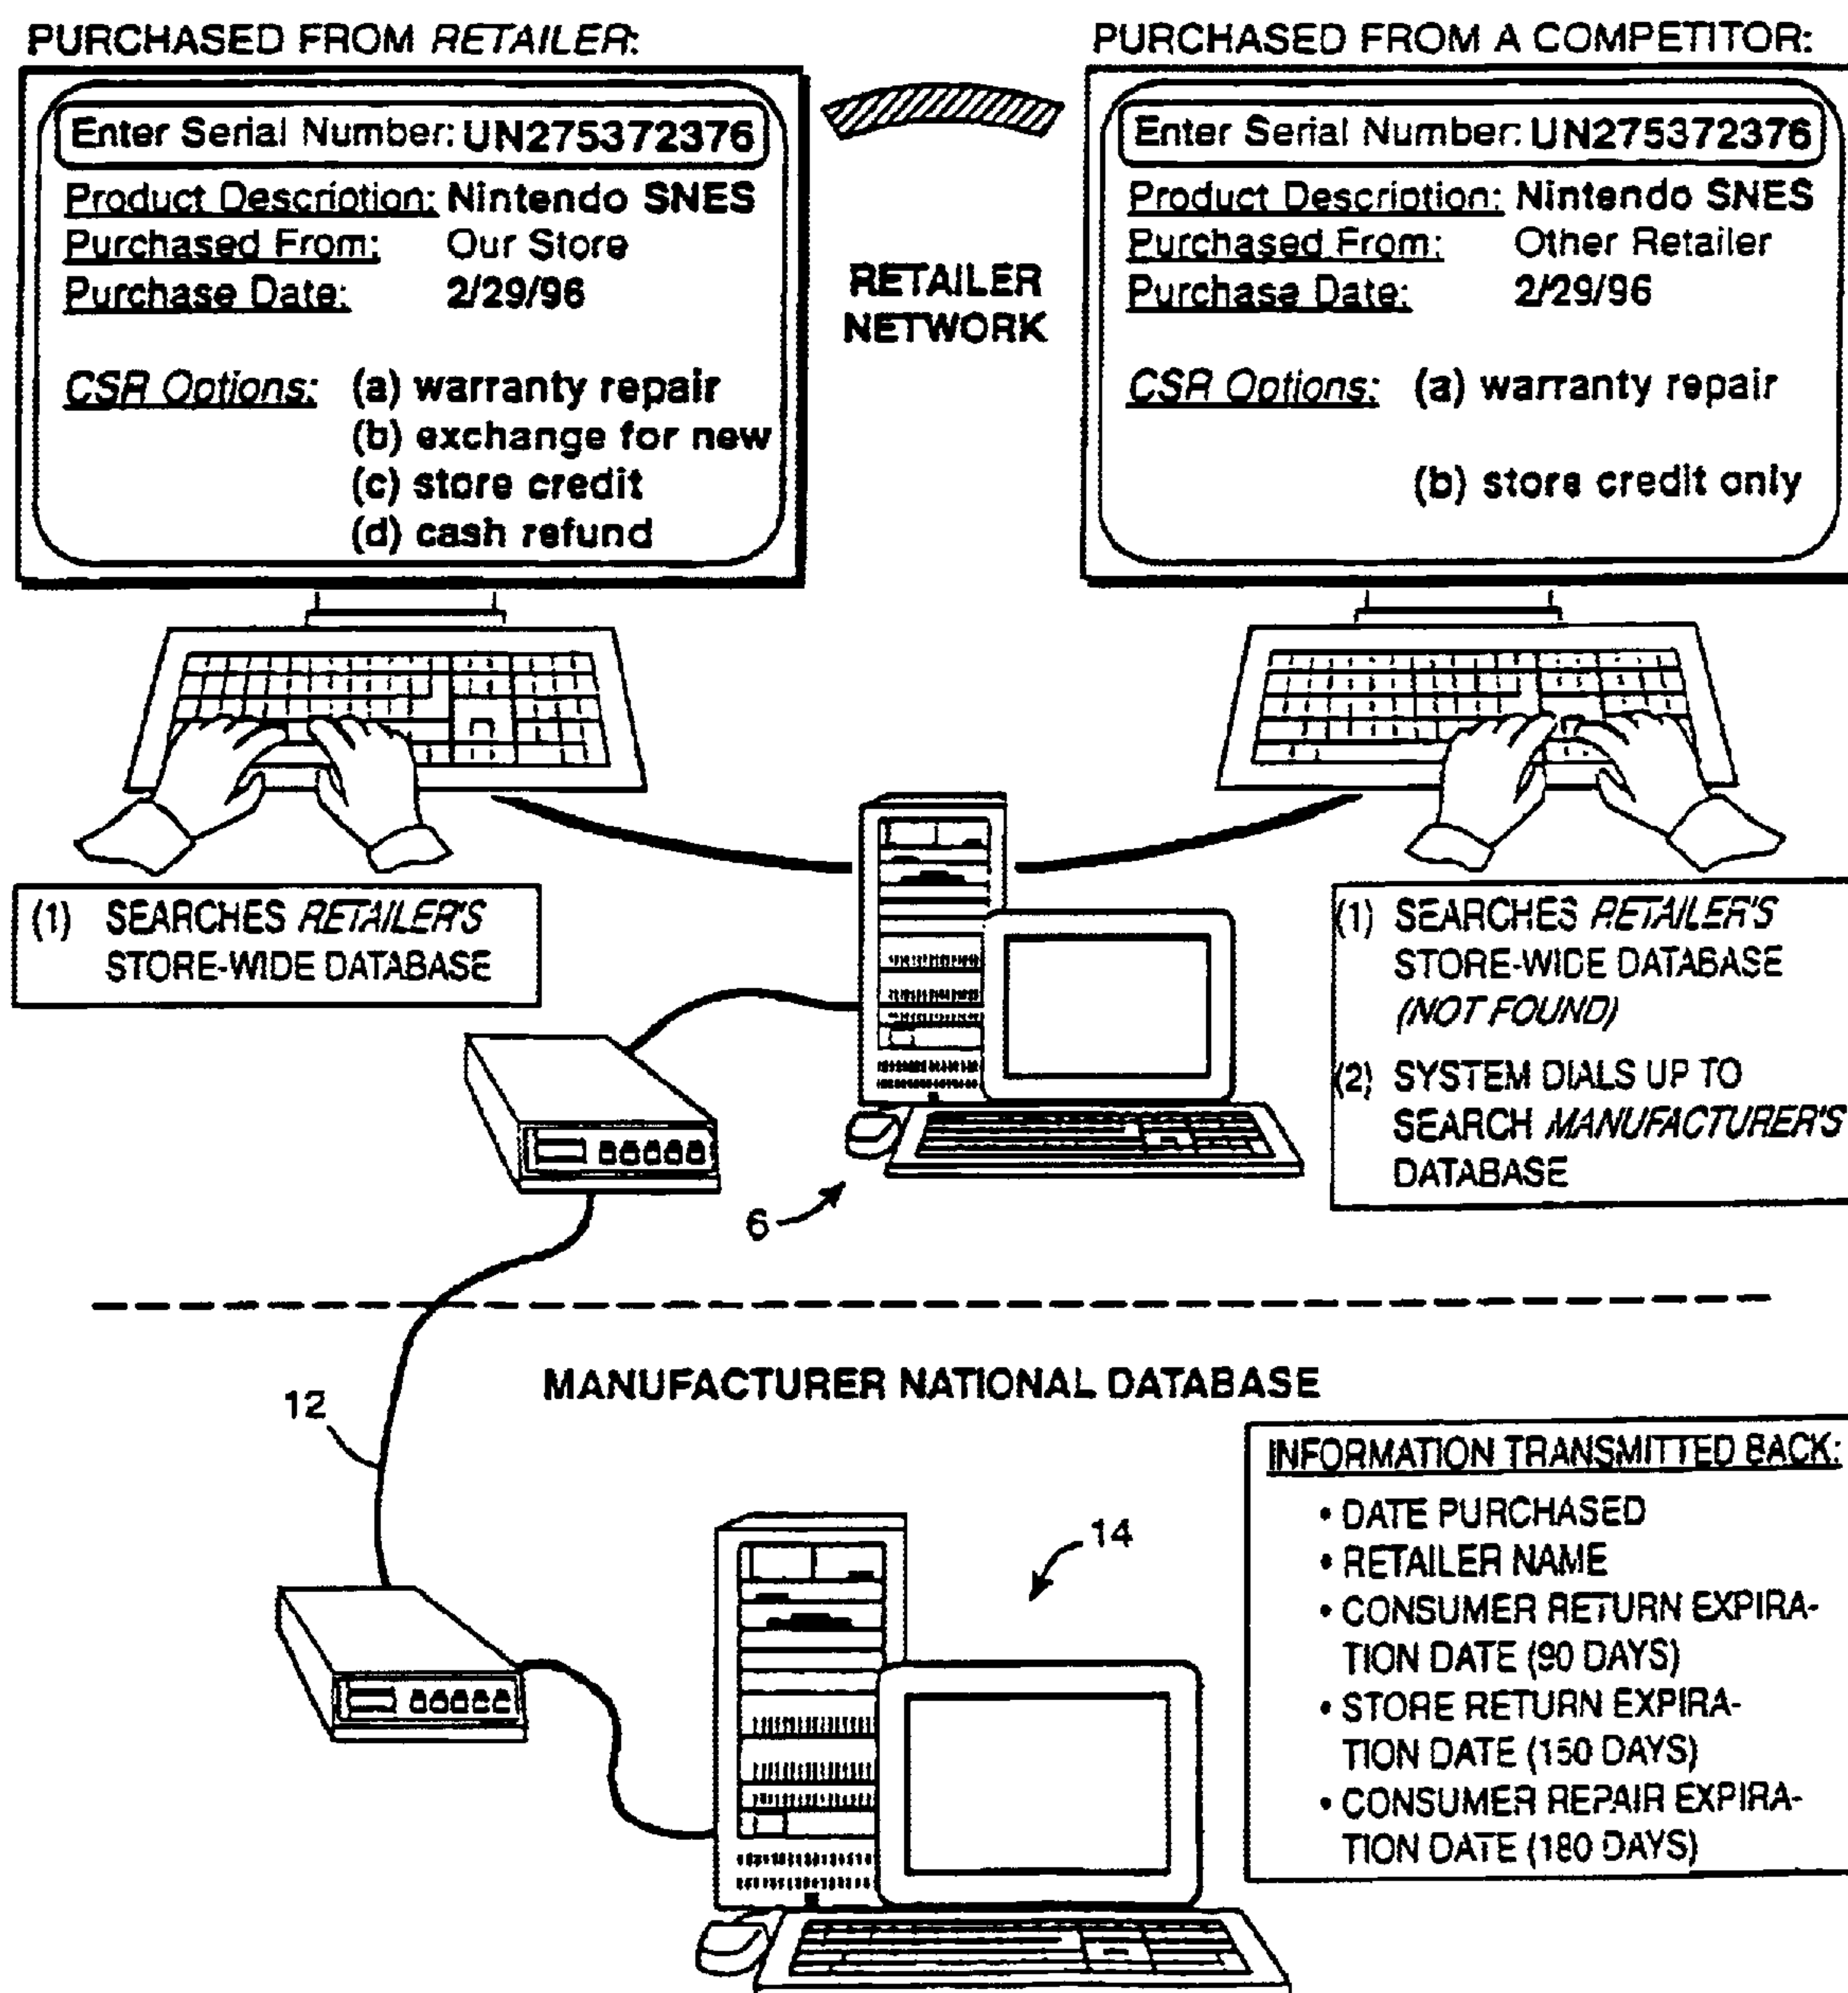 PURCHASED FROM RETAILER:
Enter Serial Number: UN275372376
Product Description: Nintendo SNES
Purchased From: Our Store
Purchase Date: 2/29/96
CSR Options: (a) warranty repair
(b) exchange for new
(c) store credit
(d) cash refund
RETAILER
NETWORK
PURCHASED FROM A COMPETITOR:
Enter Serial Number: UN275372376
Product Description: Nintendo SNES
Purchased From: Other Retailer
Purchase Date: 2/29/96
CSR Options: (a) warranty repair
(b) store credit only
(1) SEARCHES RETAILER'S
STORE-WIDE DATABASE
(1) SEARCHES RETAILER'S
STORE-WIDE DATABASE
(NOT FOUND)
(2) SYSTEM DIALS UP TO
SEARCH MANUFACTURER'S
DATABASE
6
MANUFACTURER NATIONAL DATABASE
12
14
INFORMATION TRANSMITTED BACK:
• DATE PURCHASED
• RETAILER NAME
• CONSUMER RETURN EXPIRA-
TION DATE (90 DAYS)
• STORE RETURN EXPIRA-
TION DATE (150 DAYS)
• CONSUMER REPAIR EXPIRA-
TION DATE (180 DAYS)